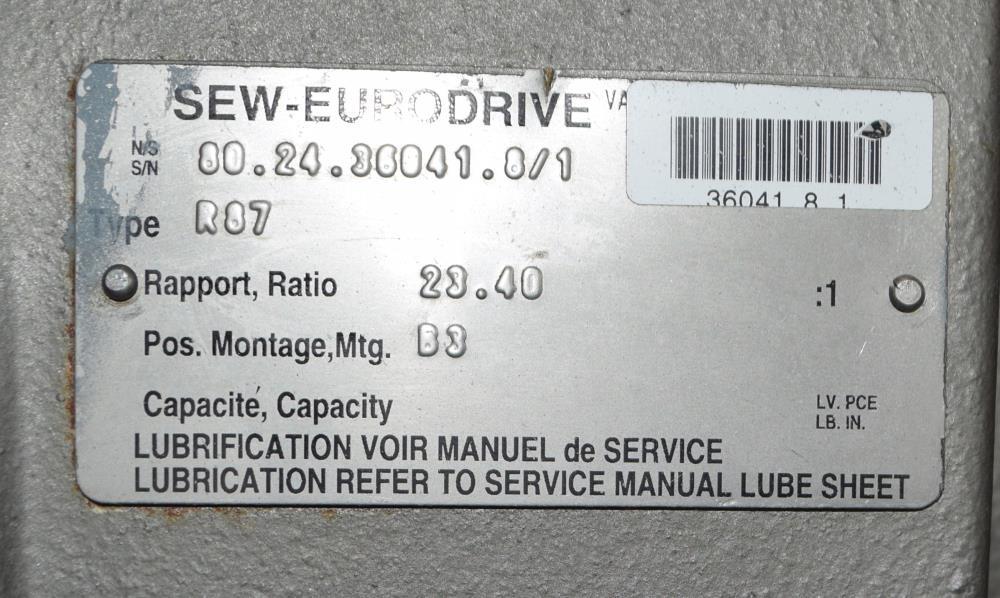 SEW-EURODRIVE VA
N/S
S/N
80.24.36041.8/1
36041 8 1
Type R87
Rapport, Ratio 23.40 :1
Pos. Montage,Mtg. B3
Capacité, Capacity
LV. PCE
LB. IN.
LUBRIFICATION VOIR MANUEL de SERVICE
LUBRICATION REFER TO SERVICE MANUAL LUBE SHEET